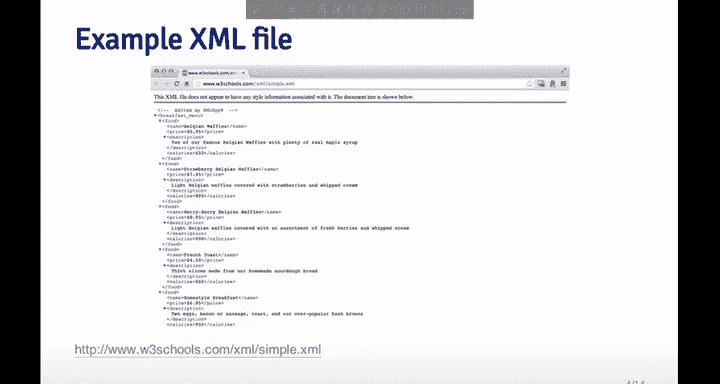 Example XML file
www.w3schools.com/xml/simple.xml
This XML file does not appear to have any style information associated with it. The document tree is shown below.
<!-- Edited by XMLSpy® -->
▼<breakfast_menu>
▼<food>
<name>Belgian Waffles</name>
<price>$5.95</price>
▼<description>
Two of our famous Belgian Waffles with plenty of real maple syrup
</description>
<calories>650</calories>
</food>
▼<food>
<name>Strawberry Belgian Waffles</name>
<price>$7.95</price>
▼<description>
Light Belgian waffles covered with strawberries and whipped cream
</description>
<calories>900</calories>
</food>
▼<food>
<name>Berry-Berry Belgian Waffles</name>
<price>$8.95</price>
▼<description>
Light Belgian waffles covered with an assortment of fresh berries and whipped cream
</description>
<calories>900</calories>
</food>
▼<food>
<name>French Toast</name>
<price>$4.50</price>
▼<description>
Thick slices made from our homemade sourdough bread
</description>
<calories>600</calories>
</food>
▼<food>
<name>Homestyle Breakfast</name>
<price>$6.95</price>
▼<description>
Two eggs, bacon or sausage, toast, and our ever-popular hash browns
</description>
<calories>950</calories>
http://www.w3schools.com/xml/simple.xml